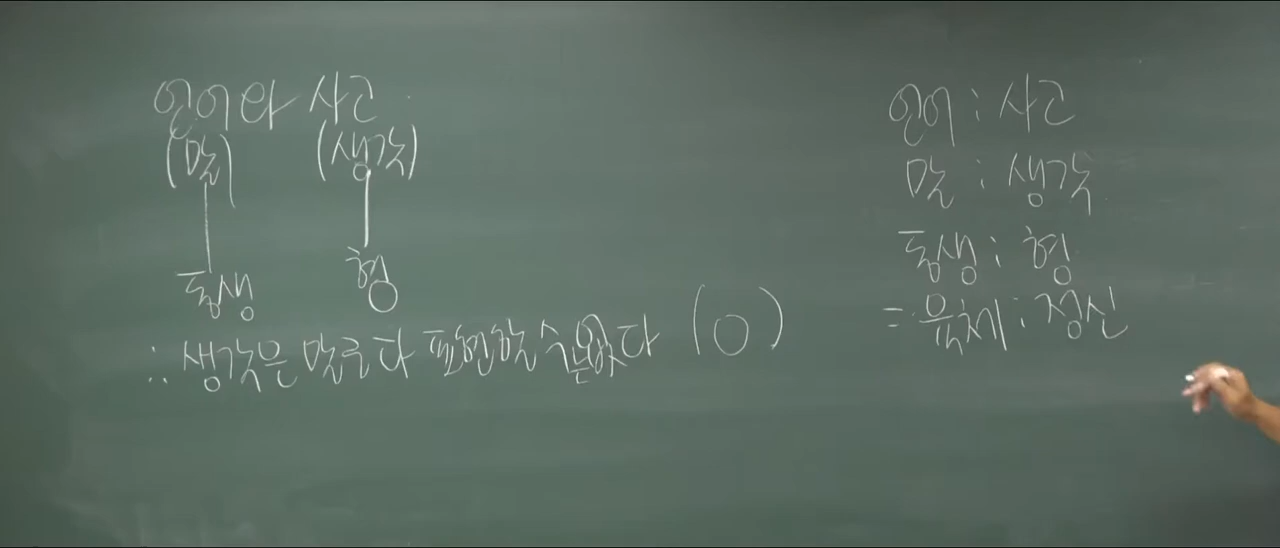 언어와 사고
(말) (생각)
동생 형
∴ 생각은 말로 다 표현할 수는 없다 (○)
언어 : 사고
말 : 생각
동생 : 형
= 육체 : 정신